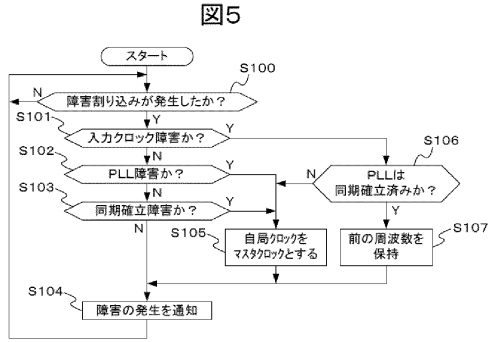 図5
スタート
S100
N
障害割り込みが発生したか?
Y
S101
入力クロック障害か?
Y
N
S102
PLL障害か?
Y
N
S103
同期確立障害か?
Y
N
S106
N
PLLは
同期確立済みか?
Y
S105
自局クロックを
マスタクロックとする
S107
前の周波数を
保持
S104
障害の発生を通知